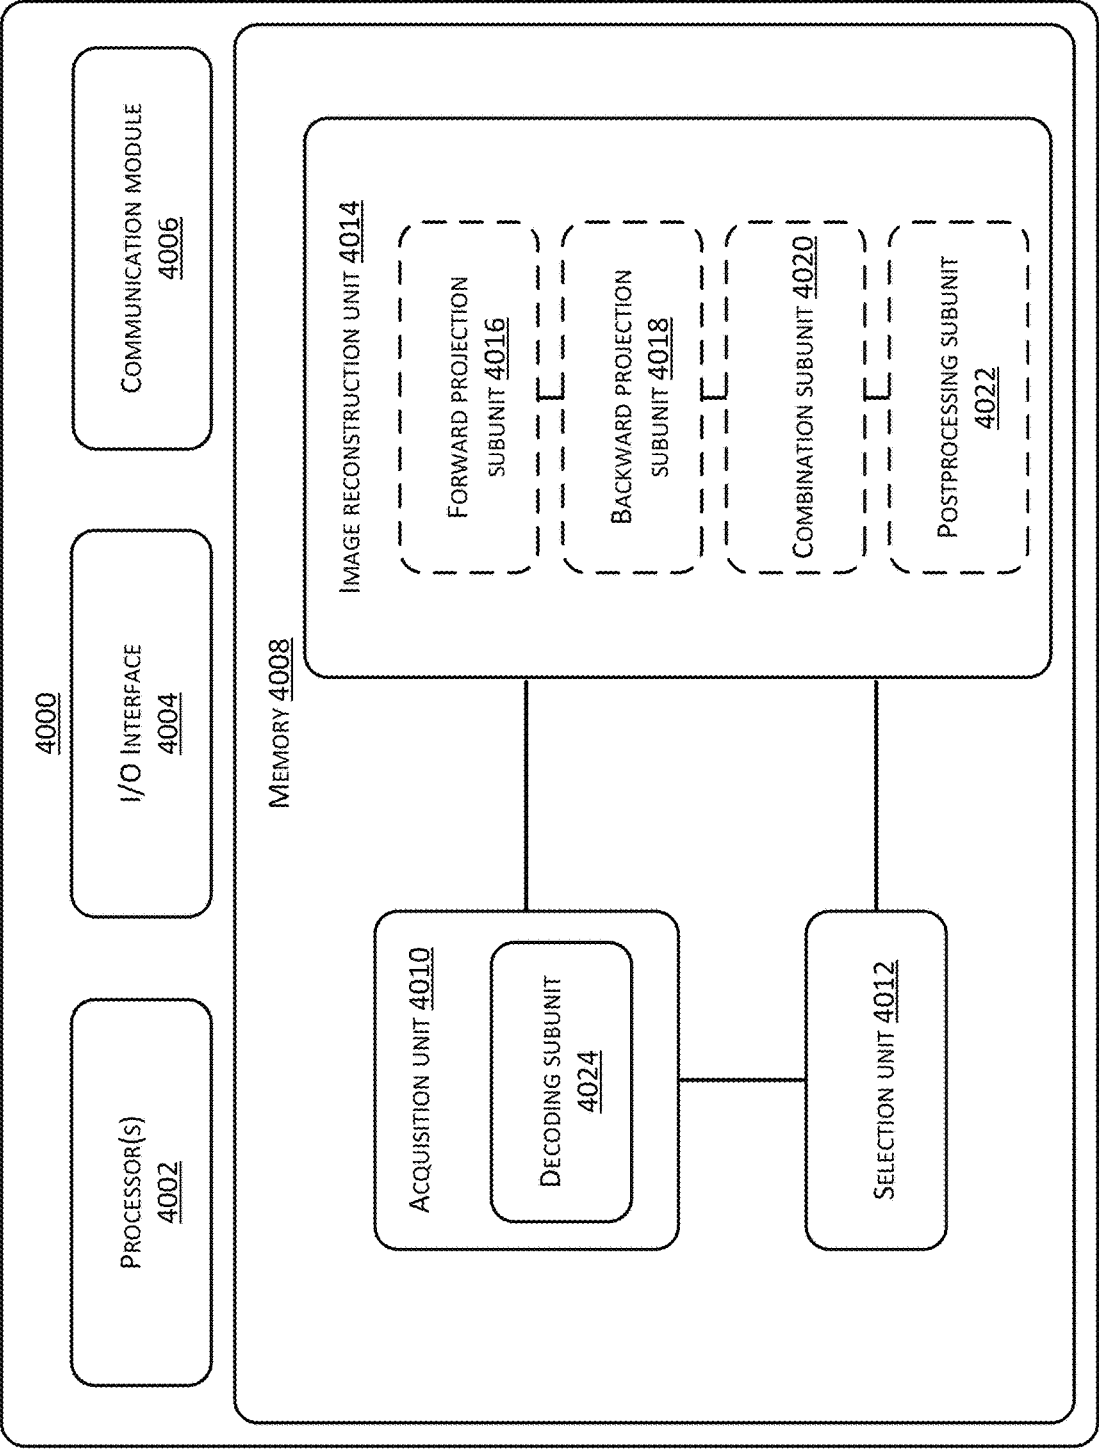 4000
PROCESSOR(S)
4002
I/O INTERFACE
4004
COMMUNICATION MODULE
4006
MEMORY 4008
ACQUISITION UNIT 4010
DECODING SUBUNIT
4024
SELECTION UNIT 4012
IMAGE RECONSTRUCTION UNIT 4014
FORWARD PROJECTION
SUBUNIT 4016
BACKWARD PROJECTION
SUBUNIT 4018
COMBINATION SUBUNIT 4020
POSTPROCESSING SUBUNIT
4022